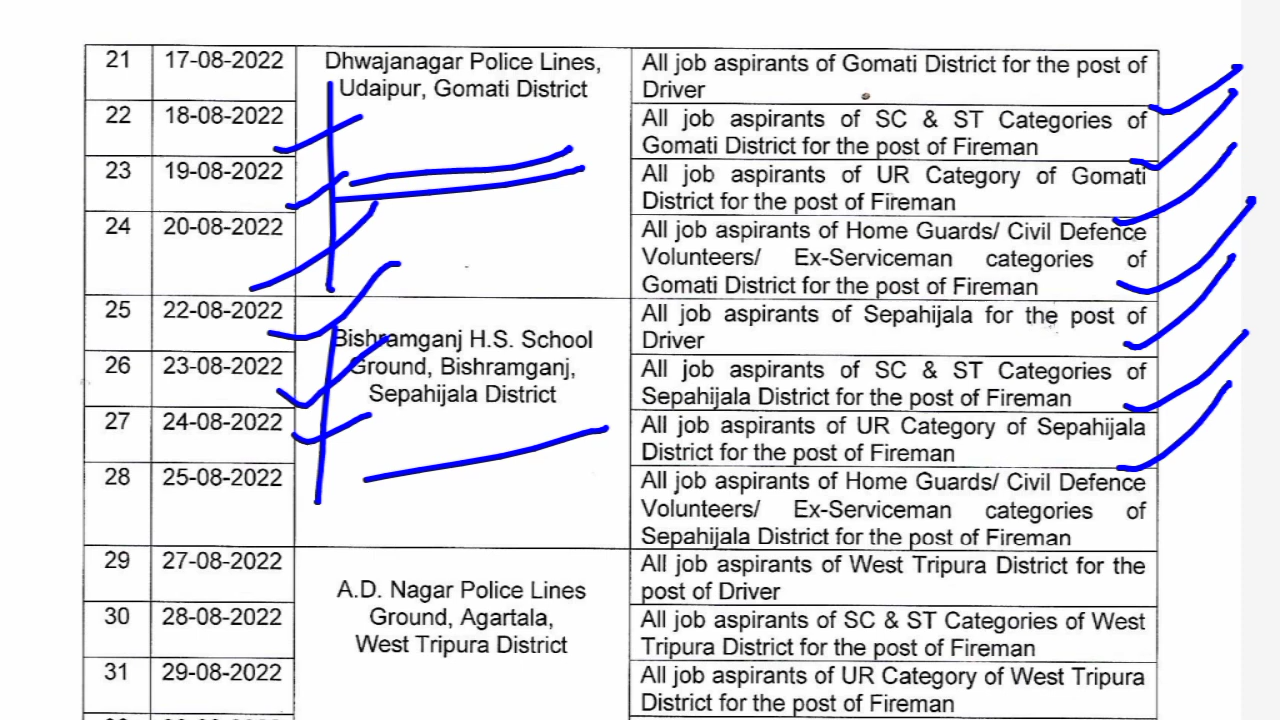 21 17-08-2022 Dhwajanagar Police Lines, All job aspirants of Gomati District for the post of
Udaipur, Gomati District Driver
22 18-08-2022 All job aspirants of SC & ST Categories of
Gomati District for the post of Fireman
23 19-08-2022 All job aspirants of UR Category of Gomati
District for the post of Fireman
24 20-08-2022 All job aspirants of Home Guards/ Civil Defence
Volunteers/ Ex-Serviceman categories of
Gomati District for the post of Fireman
25 22-08-2022 All job aspirants of Sepahijala for the post of
Bishramganj H.S. School Driver
26 23-08-2022 Ground, Bishramganj, All job aspirants of SC & ST Categories of
Sepahijala District Sepahijala District for the post of Fireman
27 24-08-2022 All job aspirants of UR Category of Sepahijala
District for the post of Fireman
28 25-08-2022 All job aspirants of Home Guards/ Civil Defence
Volunteers/ Ex-Serviceman categories of
Sepahijala District for the post of Fireman
29 27-08-2022 All job aspirants of West Tripura District for the
A.D. Nagar Police Lines post of Driver
30 28-08-2022 Ground, Agartala, All job aspirants of SC & ST Categories of West
West Tripura District Tripura District for the post of Fireman
31 29-08-2022 All job aspirants of UR Category of West Tripura
District for the post of Fireman